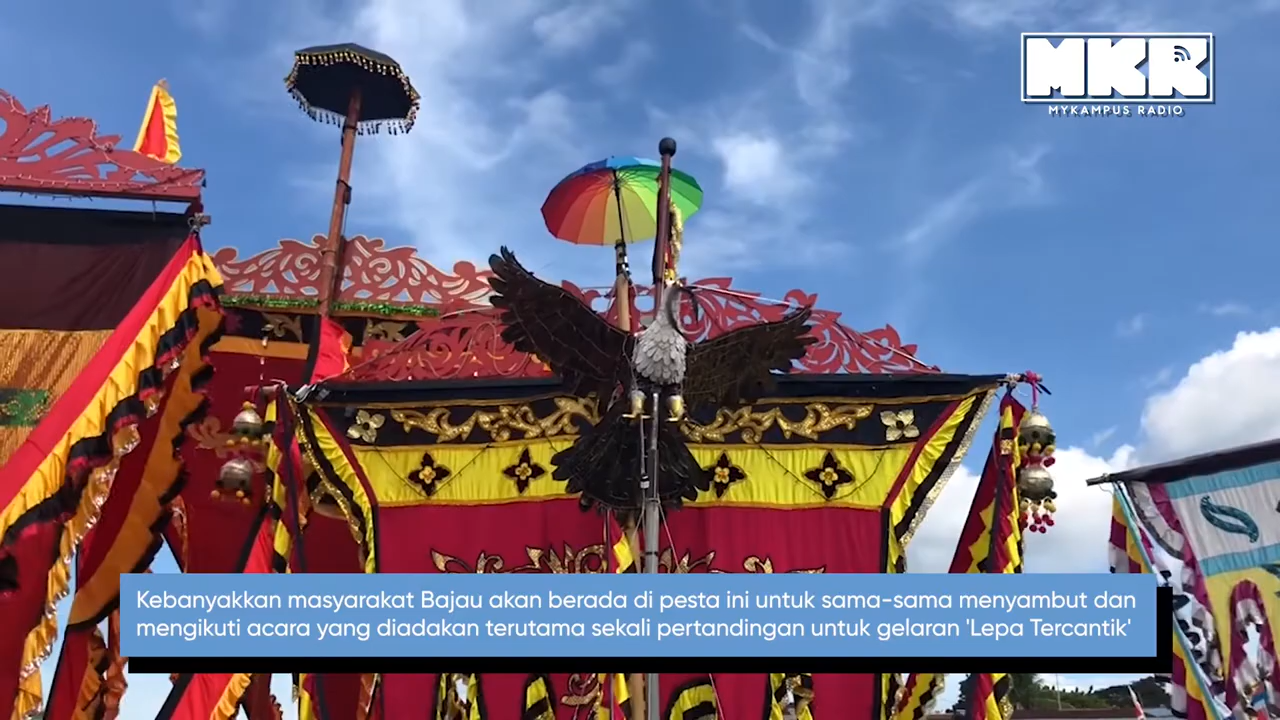 MKR
MYKAMPUS RADIO
Kebanyakkan masyarakat Bajau akan berada di pesta ini untuk sama-sama menyambut dan
mengikuti acara yang diadakan terutama sekali pertandingan untuk gelaran 'Lepa Tercantik'